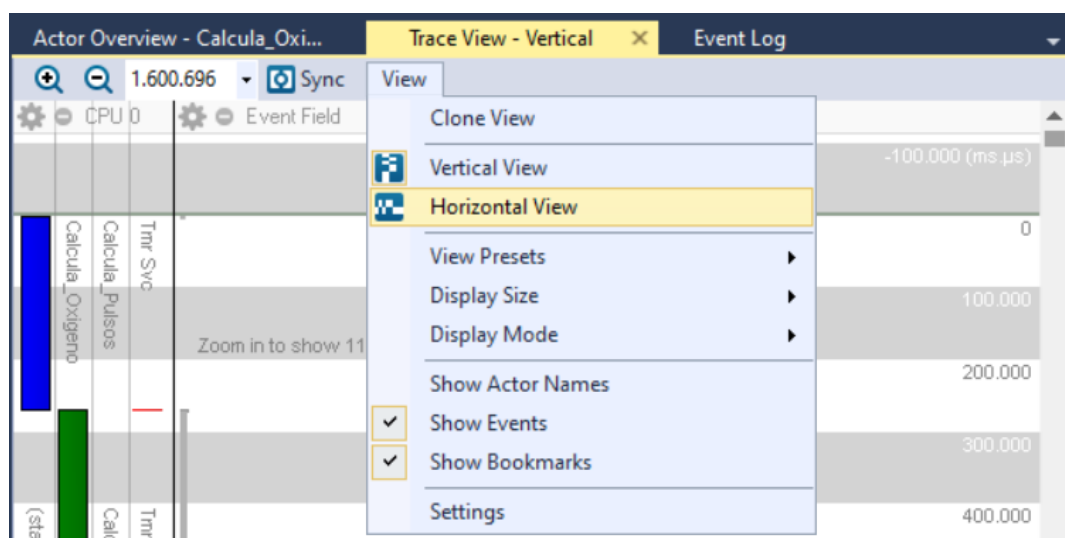 Actor Overview - Calcula_Oxi... Trace View - Vertical Event Log
1.600.696 Sync View
CPU 0 Event Field
Clone View
-100.000 (ms.µs)
Vertical View
Horizontal View
0
Calcula_Oxigeno
Calcula_Pulsos
Tmr Svc
View Presets
Display Size
100.000
Display Mode
Zoom in to show 11
200.000
Show Actor Names
Show Events
300.000
Show Bookmarks
Settings
400.000
(sta
Calc
Tmr